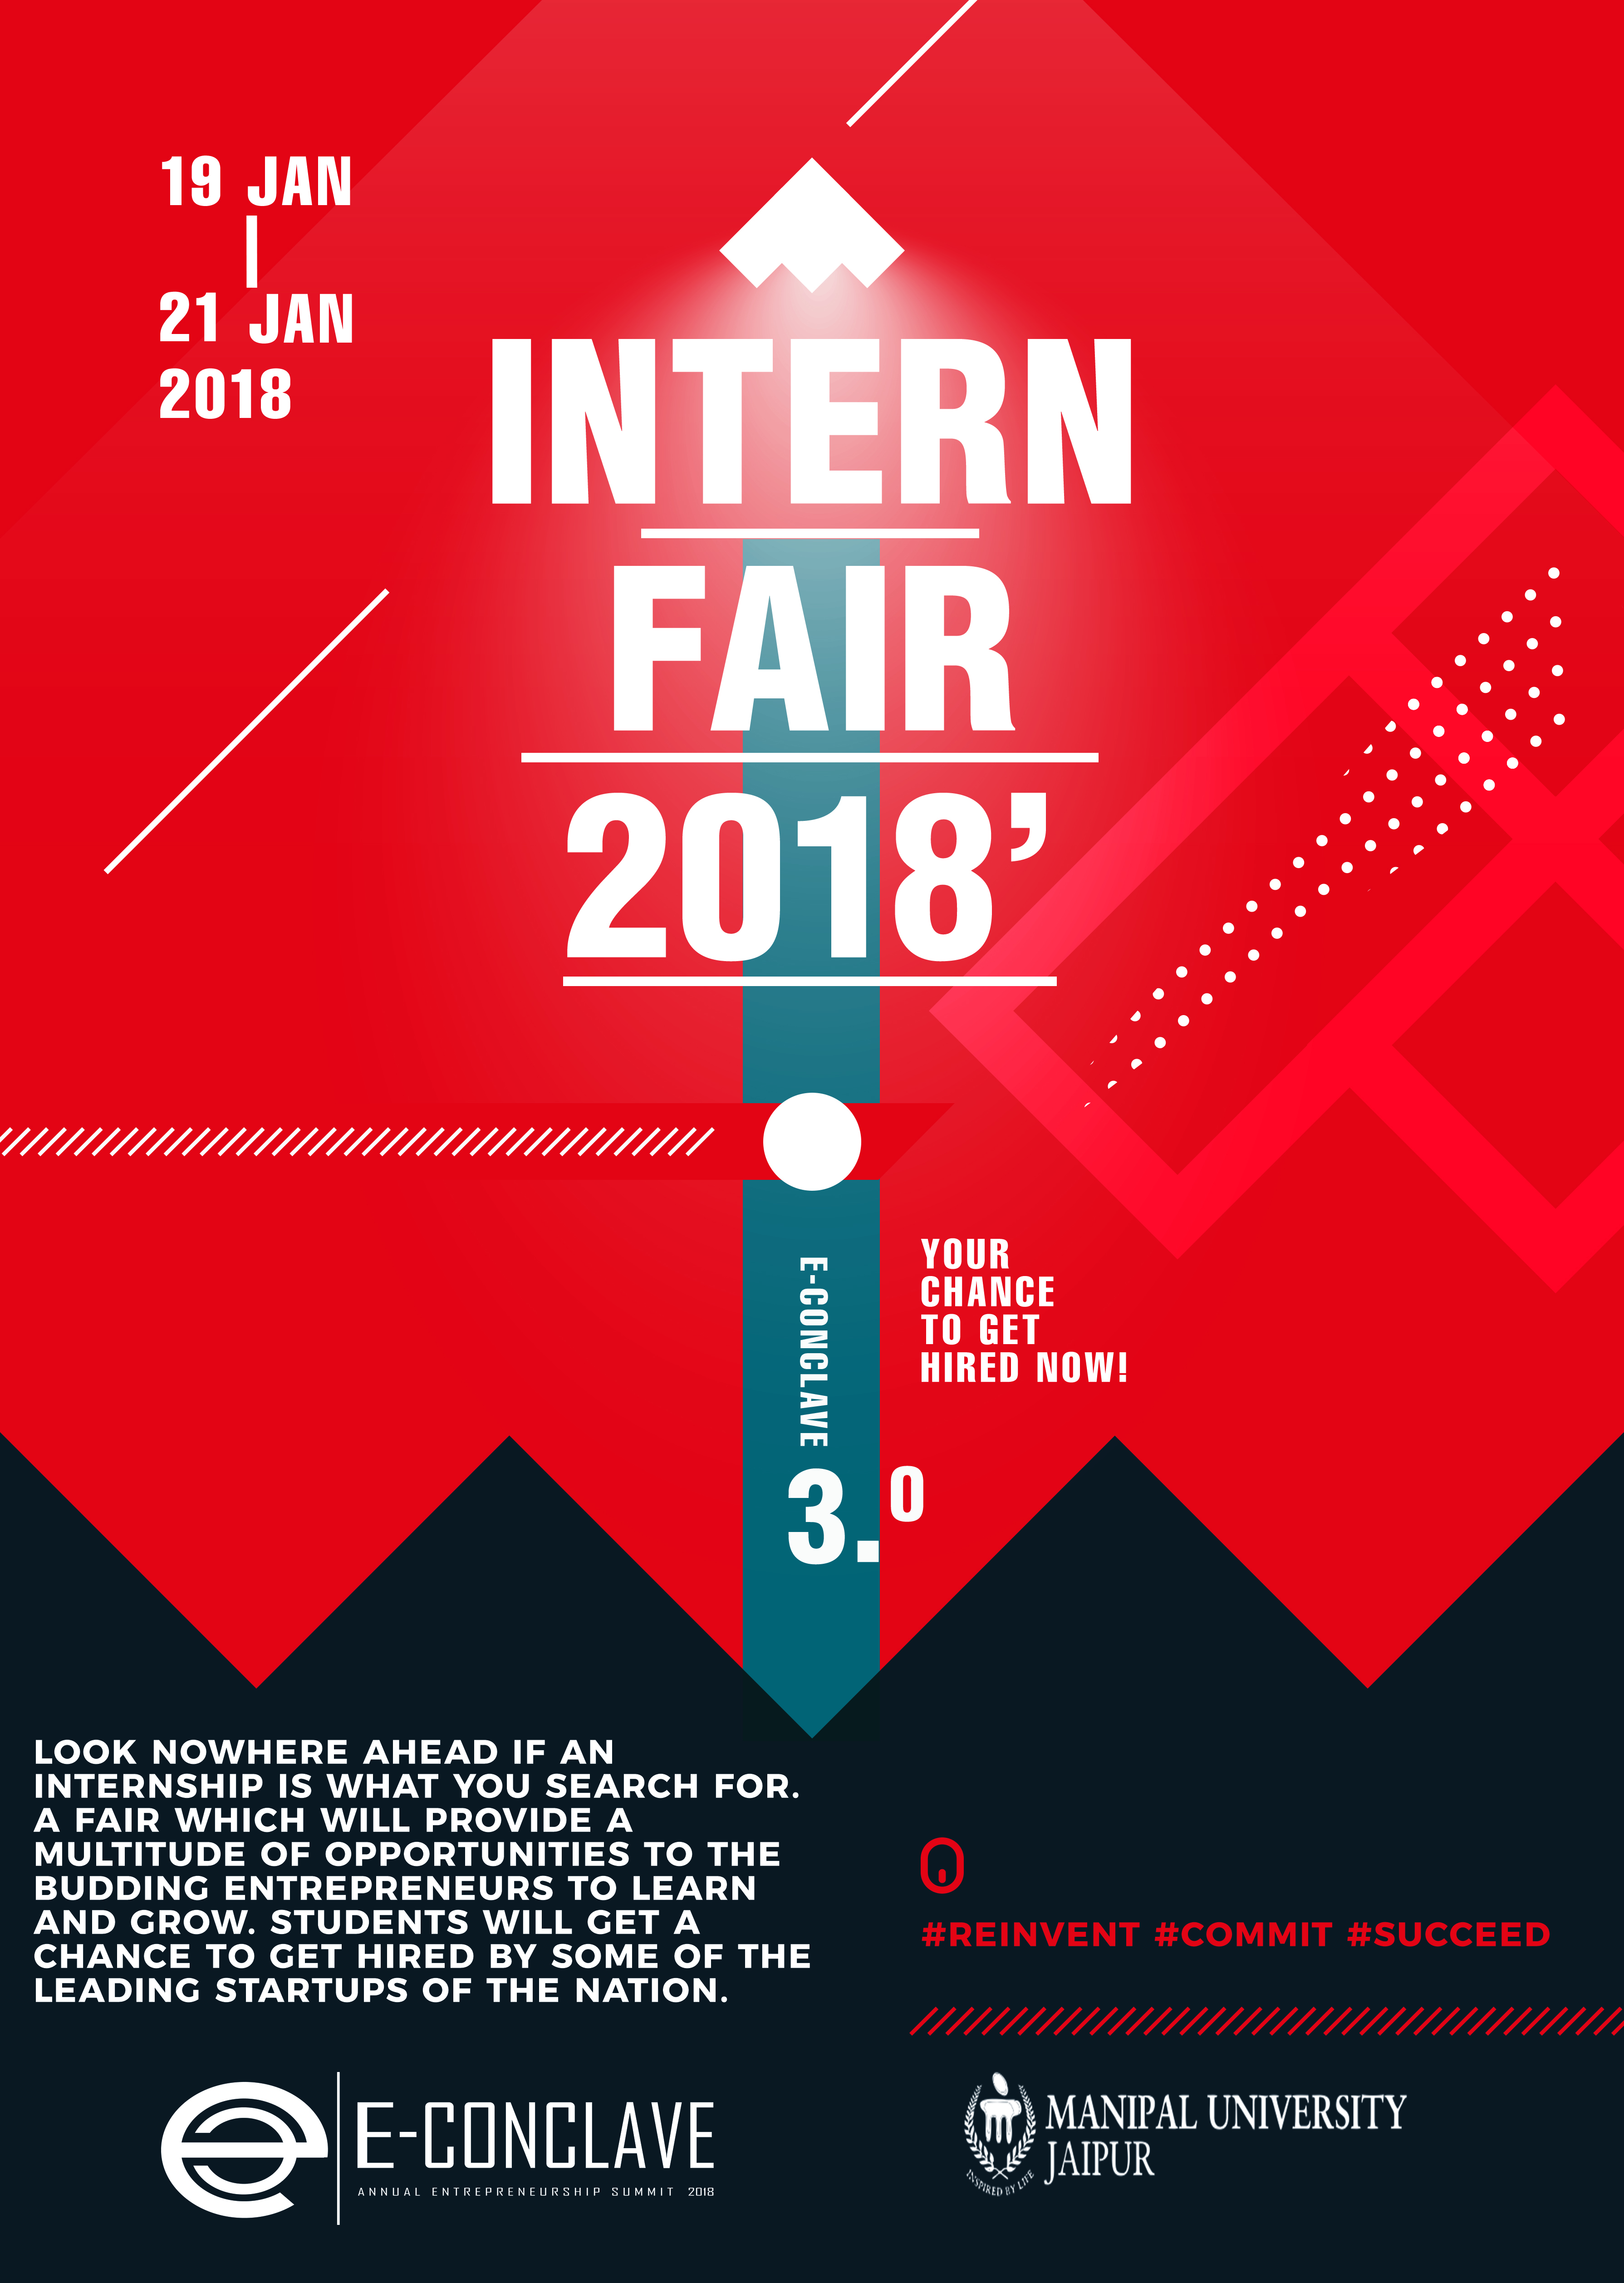 19 JAN
21 JAN
2018
INTERN
FAIR
2018’
E-CONCLAVE
3.0
YOUR
CHANCE
TO GET
HIRED NOW!
LOOK NOWHERE AHEAD IF AN
INTERNSHIP IS WHAT YOU SEARCH FOR.
A FAIR WHICH WILL PROVIDE A
MULTITUDE OF OPPORTUNITIES TO THE
BUDDING ENTREPRENEURS TO LEARN
AND GROW. STUDENTS WILL GET A
CHANCE TO GET HIRED BY SOME OF THE
LEADING STARTUPS OF THE NATION.
#REINVENT #COMMIT #SUCCEED
E-CONCLAVE
ANNUAL ENTREPRENEURSHIP SUMMIT 2018
MANIPAL UNIVERSITY
JAIPUR
INSPIRED BY LIFE